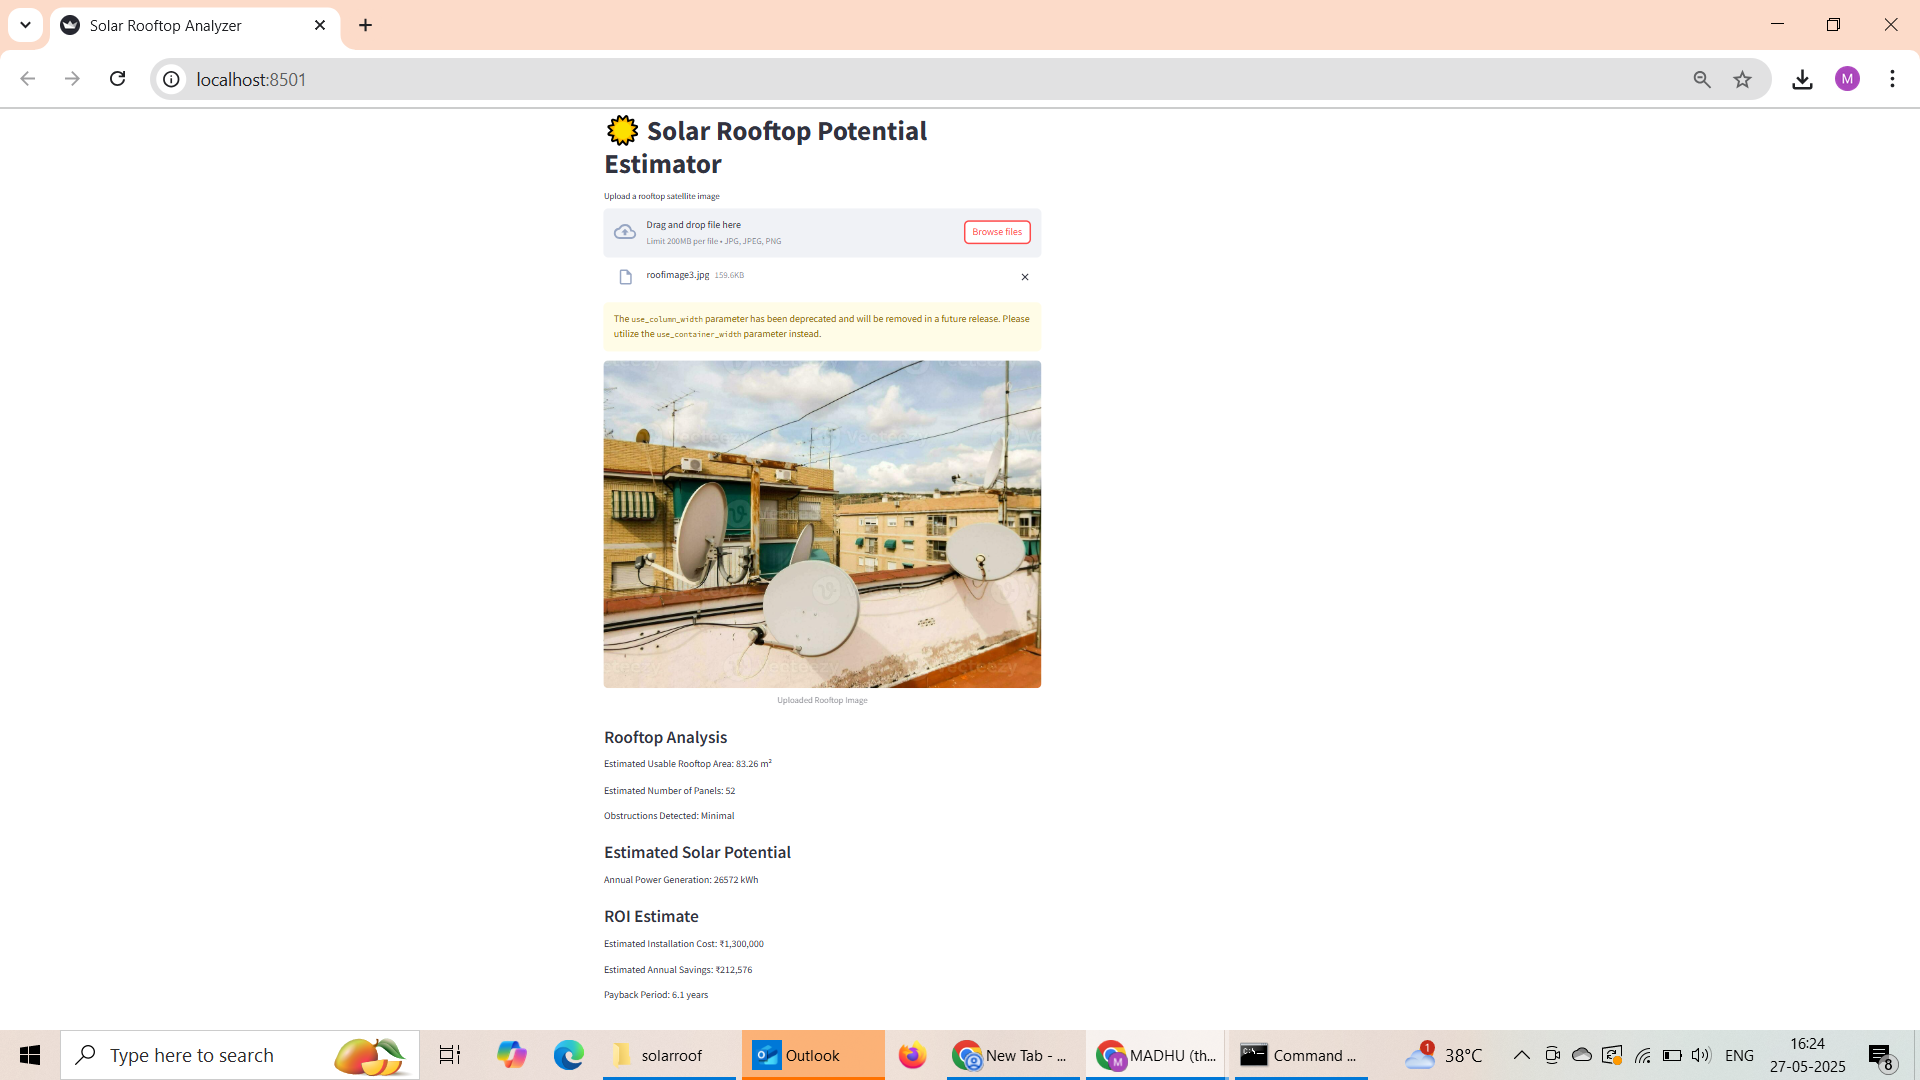 Solar Rooftop Analyzer
localhost:8501
M
Solar Rooftop Potential
Estimator
Upload a rooftop satellite image
Drag and drop file here
Limit 200MB per file • JPG, JPEG, PNG
Browse files
roofimage3.jpg 159.6KB
The use_column_width parameter has been deprecated and will be removed in a future release. Please
utilize the use_container_width parameter instead.
vecteezy
Uploaded Rooftop Image
Rooftop Analysis
Estimated Usable Rooftop Area: 83.26 m²
Estimated Number of Panels: 52
Obstructions Detected: Minimal
Estimated Solar Potential
Annual Power Generation: 26572 kWh
ROI Estimate
Estimated Installation Cost: ₹1,300,000
Estimated Annual Savings: ₹212,576
Payback Period: 6.1 years
Type here to search
solarroof
Outlook
New Tab - ...
M
MADHU (th...
Command ...
1
38°C
ENG
16:24
27-05-2025
8